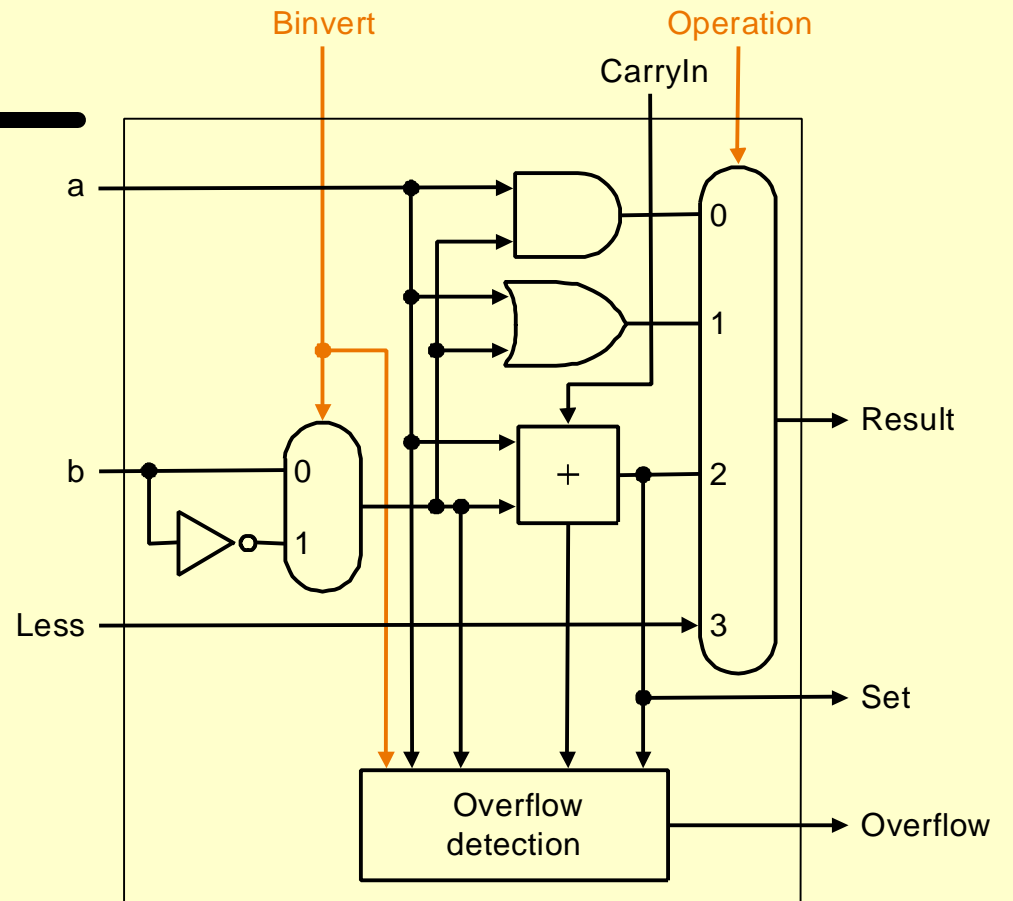 Binvert
Operation
CarryIn
a
0
1
b
0
+
2
Result
1
Less
3
Set
Overflow
detection
Overflow